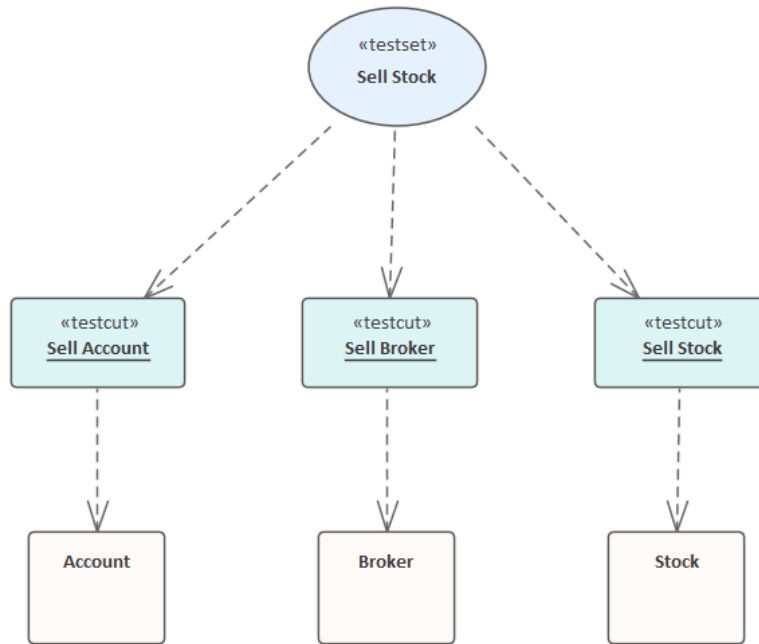 «testset»
Sell Stock
«testcut»
Sell Account
«testcut»
Sell Broker
«testcut»
Sell Stock
Account
Broker
Stock